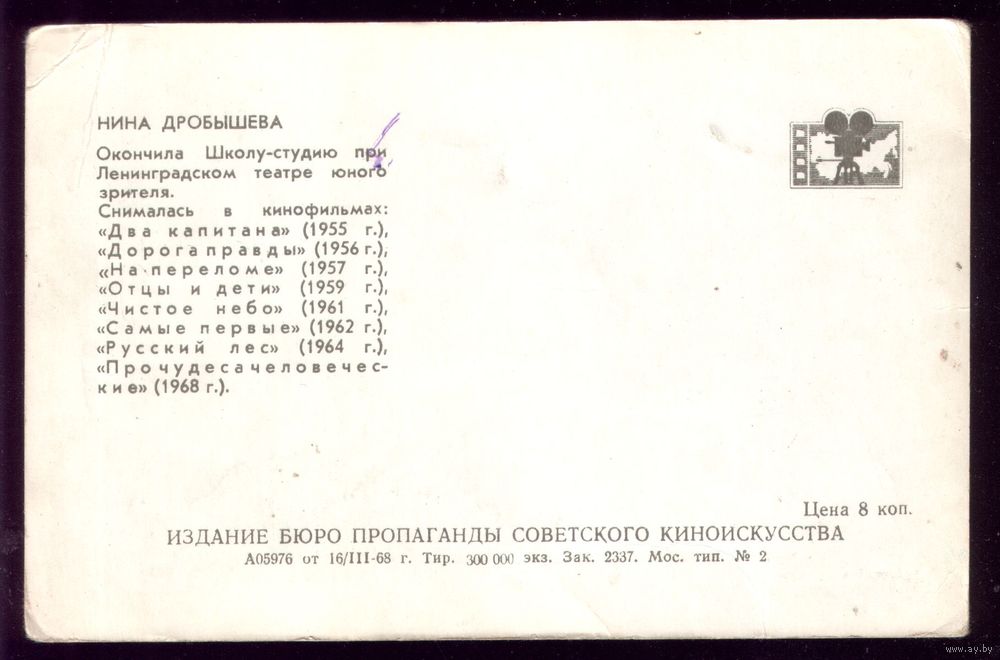 НИНА ДРОБЫШЕВА
Окончила Школу-студию при
Ленинградском театре юного
зрителя.
Снималась в кинофильмах:
«Два капитана» (1955 г.),
«Дорога правды» (1956 г.),
«На переломе» (1957 г.),
«Отцы и дети» (1959 г.),
«Чистое небо» (1961 г.),
«Самые первые» (1962 г.),
«Русский лес» (1964 г.),
«Про чудеса человечес-
кие» (1968 г.).
Цена 8 коп.
ИЗДАНИЕ БЮРО ПРОПАГАНДЫ СОВЕТСКОГО КИНОИСКУССТВА
А05976 от 16/III-68 г. Тир. 300 000 экз. Зак. 2337. Мос. тип. № 2
www.ay.by